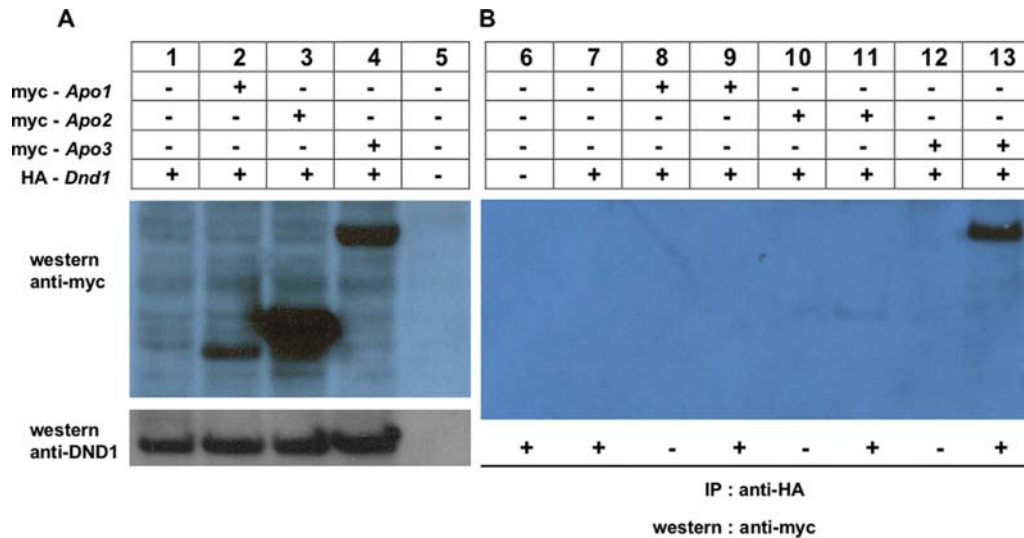 A
B
1 2 3 4 5
6 7 8 9 10 11 12 13
myc - Apo1 - + - - - - - + + - - - -
myc - Apo2 - - + - - - - - - + + - -
myc - Apo3 - - - + - - - - - - - + +
HA - Dnd1 + + + + - - + + + + + + +
western
anti-myc
western
anti-DND1
+ + - + - + - +
IP : anti-HA
western : anti-myc